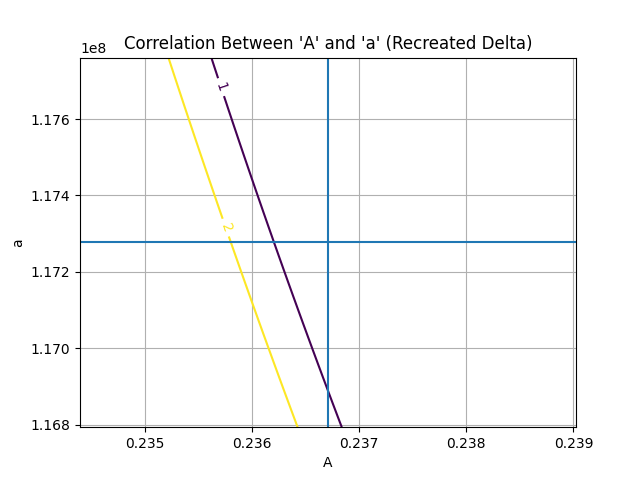 Correlation Between 'A' and 'a' (Recreated Delta)
1e8
1.176
1.174
1.172
1.170
1.168
a
1
2
0.235 0.236 0.237 0.238 0.239
A